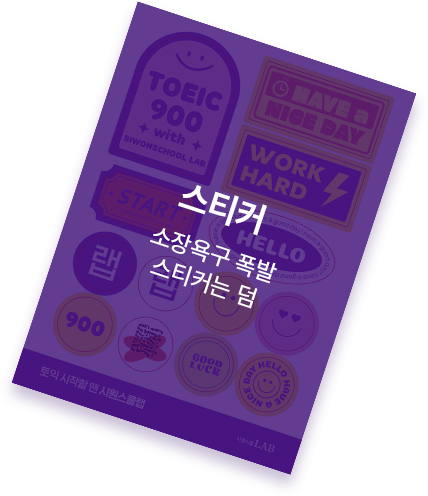 TOEIC
900
with
SIWONSCHOOL LAB
HAVE a
NICE DAY
WORK
HARD
START
스티커
소장욕구 폭발
스티커는 덤
HELLO
랩
랩
900
GOOD
LUCK
HELLO HAVE A NICE DAY
토익 시작할 땐 시원스쿨랩
시원스쿨LAB